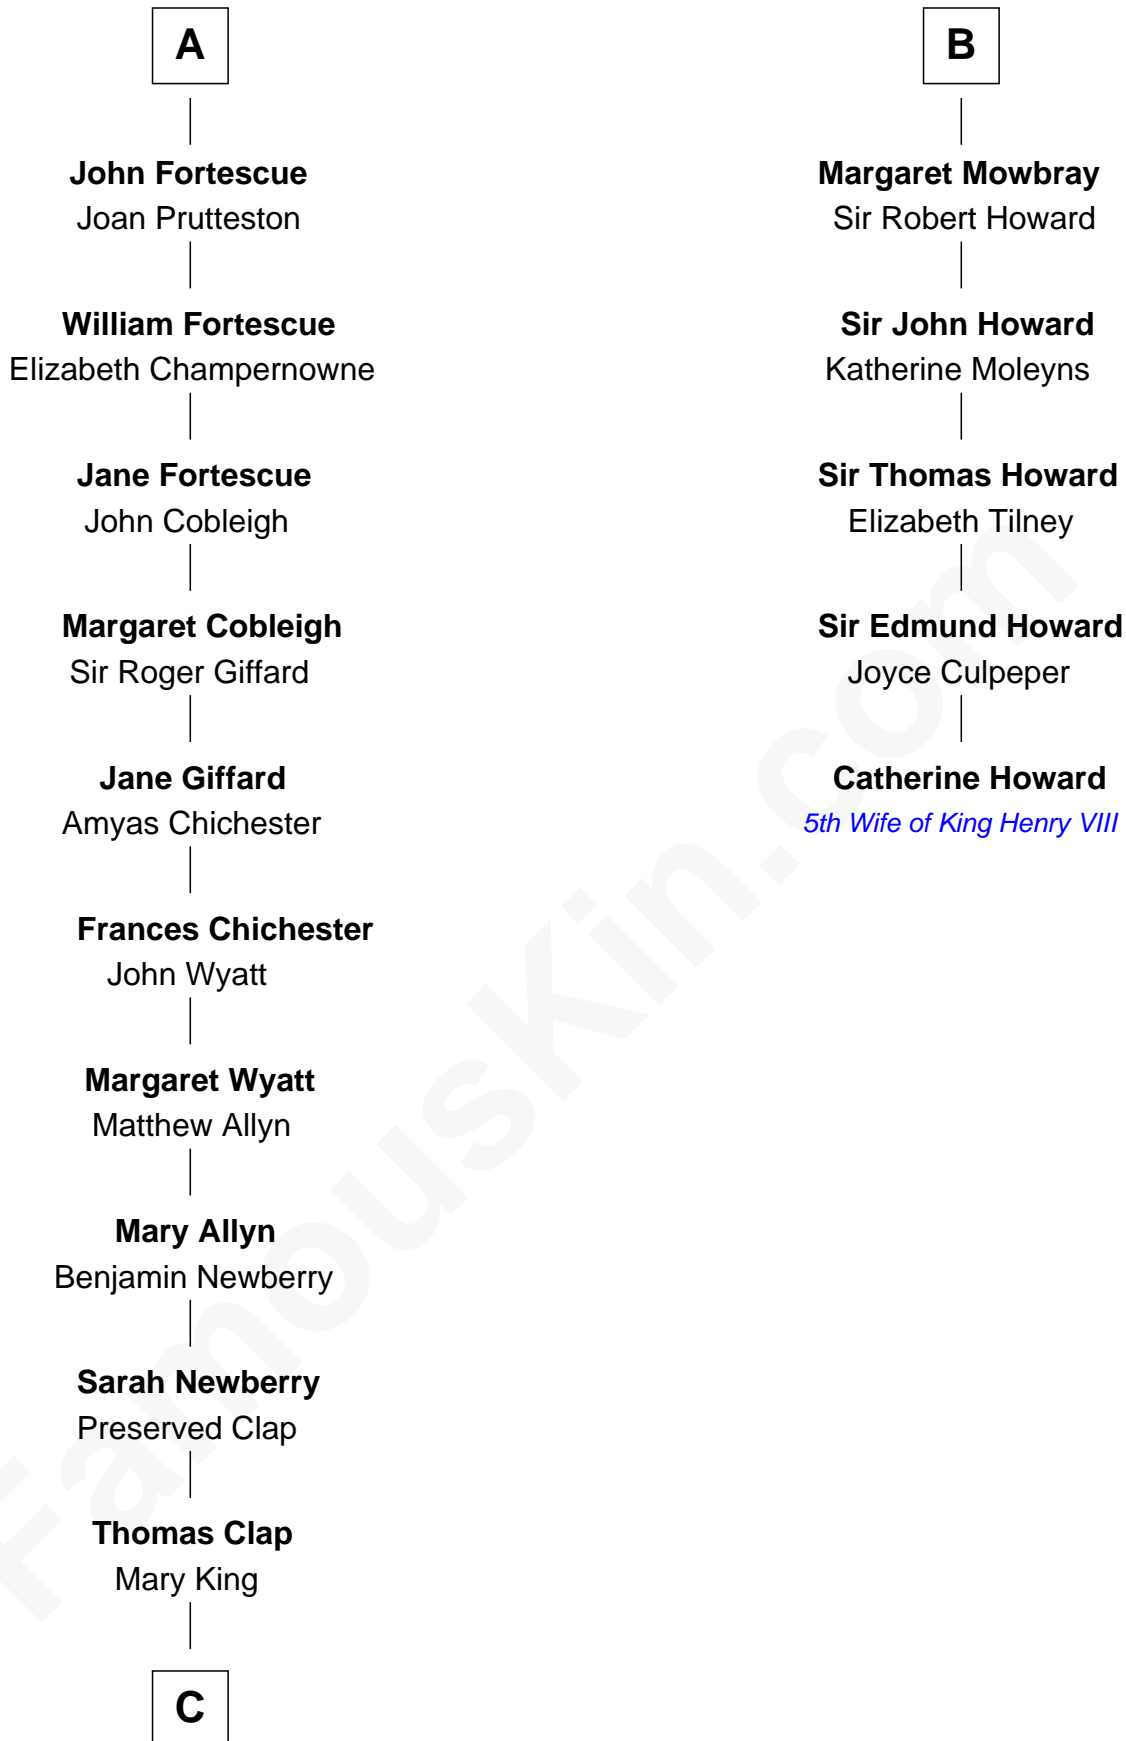 A
John Fortescue
Joan Prutteston
William Fortescue
Elizabeth Champernowne
Jane Fortescue
John Cobleigh
Margaret Cobleigh
Sir Roger Giffard
Jane Giffard
Amyas Chichester
Frances Chichester
John Wyatt
Margaret Wyatt
Matthew Allyn
Mary Allyn
Benjamin Newberry
Sarah Newberry
Preserved Clap
Thomas Clap
Mary King
C
B
Margaret Mowbray
Sir Robert Howard
Sir John Howard
Katherine Moleyns
Sir Thomas Howard
Elizabeth Tilney
Sir Edmund Howard
Joyce Culpeper
Catherine Howard
5th Wife of King Henry VIII
FamousKin.com